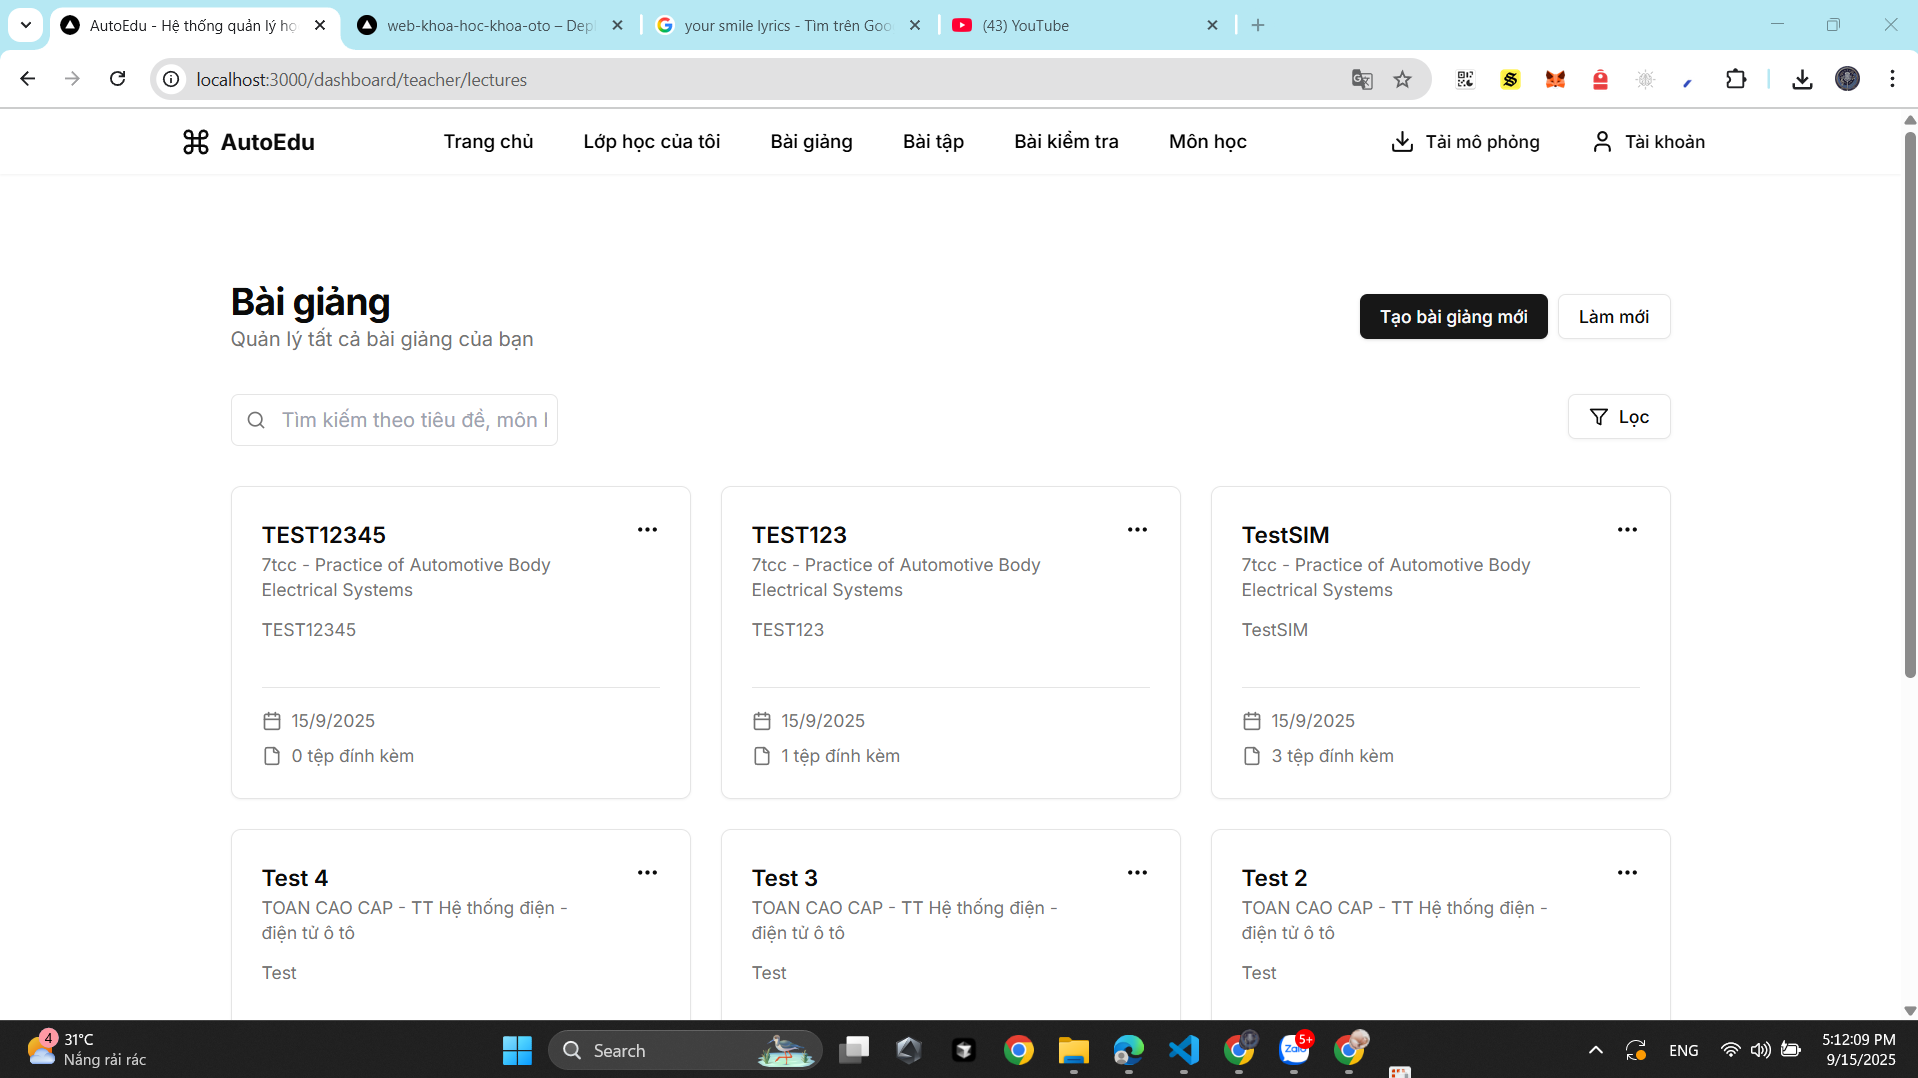 AutoEdu - Hệ thống quản lý họ
web-khoa-hoc-khoa-oto – Dep
your smile lyrics - Tìm trên Goo
(43) YouTube
localhost:3000/dashboard/teacher/lectures
AutoEdu
Trang chủ
Lớp học của tôi
Bài giảng
Bài tập
Bài kiểm tra
Môn học
Tải mô phỏng
Tài khoản
Bài giảng
Quản lý tất cả bài giảng của bạn
Tạo bài giảng mới
Làm mới
Tìm kiếm theo tiêu đề, môn
Lọc
TEST12345
7tcc - Practice of Automotive Body
Electrical Systems
TEST12345
15/9/2025
0 tệp đính kèm
TEST123
7tcc - Practice of Automotive Body
Electrical Systems
TEST123
15/9/2025
1 tệp đính kèm
TestSIM
7tcc - Practice of Automotive Body
Electrical Systems
TestSIM
15/9/2025
3 tệp đính kèm
Test 4
TOAN CAO CAP - TT Hệ thống điện -
điện tử ô tô
Test
Test 3
TOAN CAO CAP - TT Hệ thống điện -
điện tử ô tô
Test
Test 2
TOAN CAO CAP - TT Hệ thống điện -
điện tử ô tô
Test
4
31°C
Nắng rải rác
Search
Zalo
5+
ENG
5:12:09 PM
9/15/2025